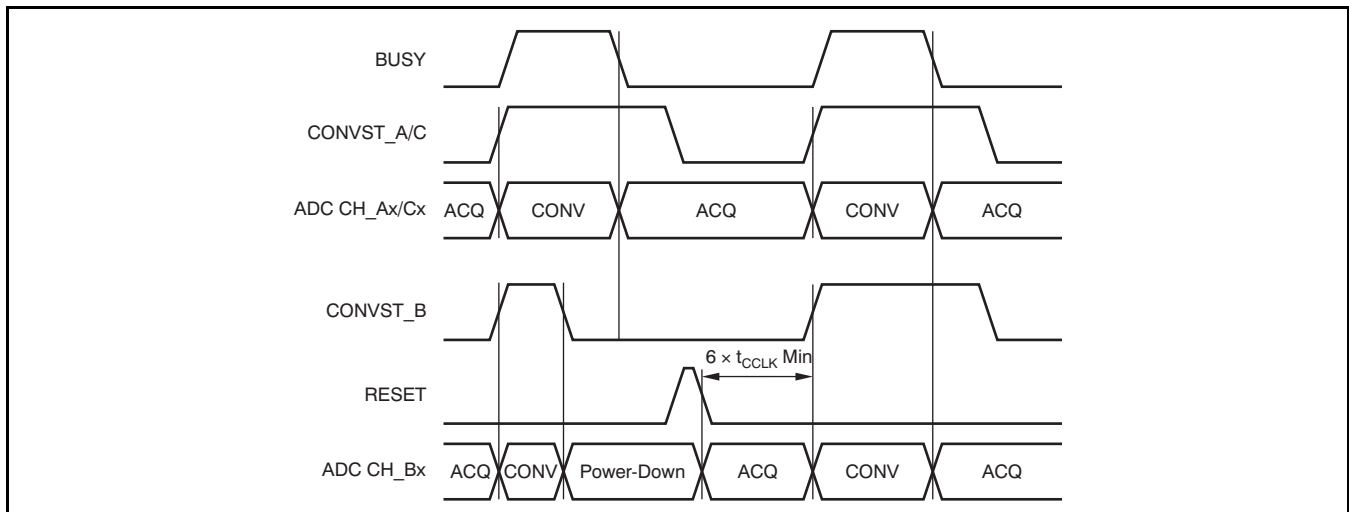 BUSY
CONVST_A/C
ADC CH_Ax/Cx ACQ CONV ACQ CONV ACQ
CONVST_B
6 × tCCLK Min
RESET
ADC CH_Bx ACQ CONV Power-Down ACQ CONV ACQ